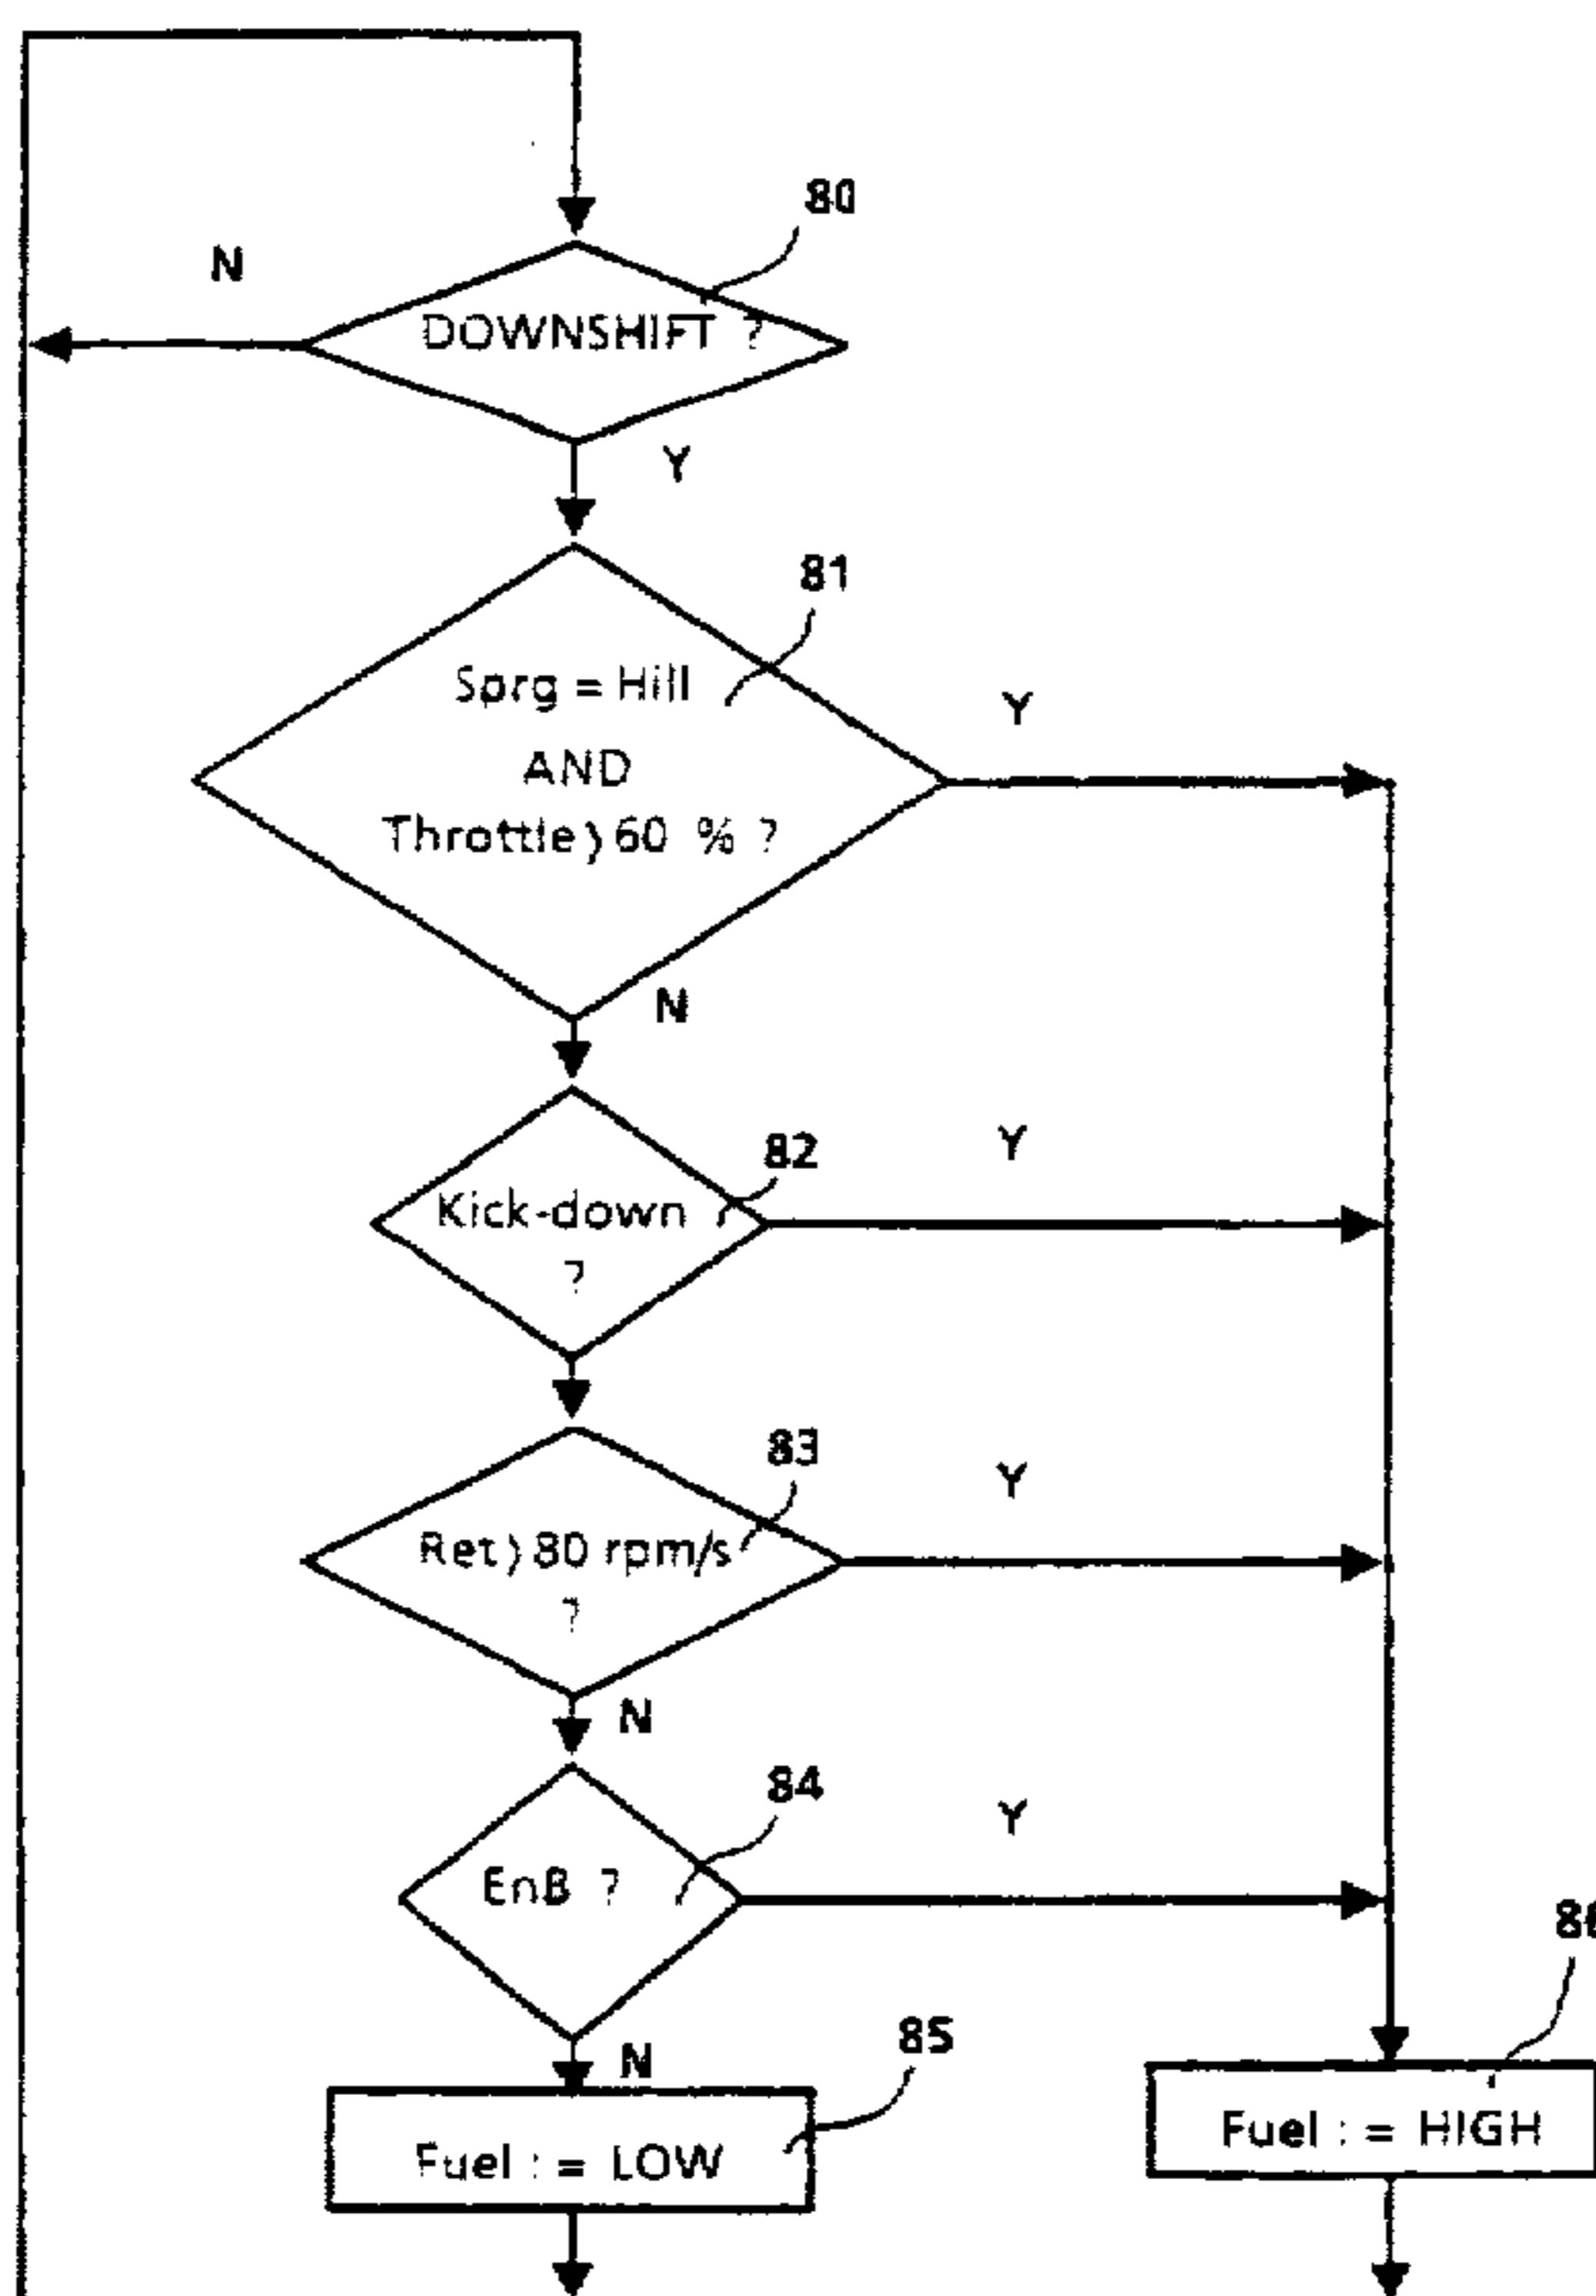 80
N
DOWNSHIFT ?
Y
81
Sprg = Hill
Y
AND
Throttle⟩60 % ?
N
82
Y
Kick-down
?
83
Y
Ret⟩80 rpm/s
?
N
84
Y
EnB ?
N
85
Fuel := LOW
Fuel := HIGH